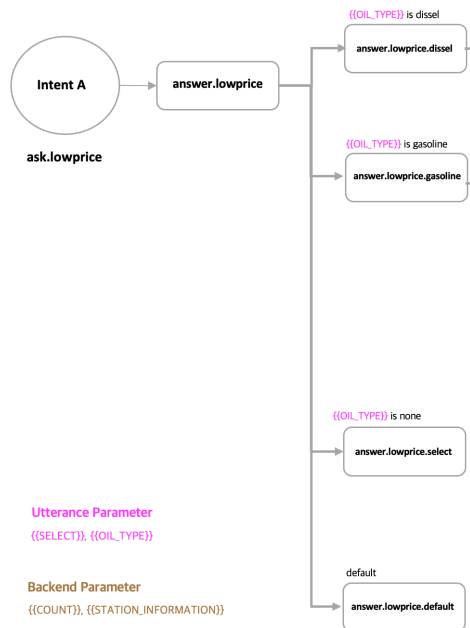 {{OIL_TYPE}} is dissel
answer.lowprice.dissel
Intent A
answer.lowprice
ask.lowprice
{{OIL_TYPE}} is gasoline
answer.lowprice.gasoline
{{OIL_TYPE}} is none
answer.lowprice.select
Utterance Parameter
{{SELECT}}, {{OIL_TYPE}}
default
answer.lowprice.default
Backend Parameter
{{COUNT}}, {{STATION_INFORMATION}}